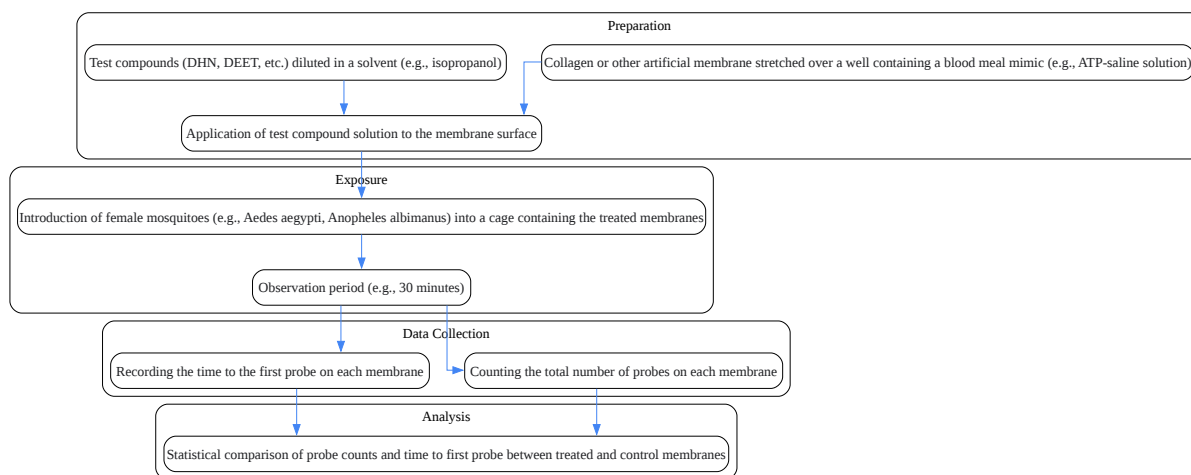 Preparation
Test compounds (DHN, DEET, etc.) diluted in a solvent (e.g., isopropanol)
Collagen or other artificial membrane stretched over a well containing a blood meal mimic (e.g., ATP-saline solution)
Application of test compound solution to the membrane surface
Exposure
Introduction of female mosquitoes (e.g., Aedes aegypti, Anopheles albimanus) into a cage containing the treated membranes
Observation period (e.g., 30 minutes)
Data Collection
Recording the time to the first probe on each membrane
Counting the total number of probes on each membrane
Analysis
Statistical comparison of probe counts and time to first probe between treated and control membranes